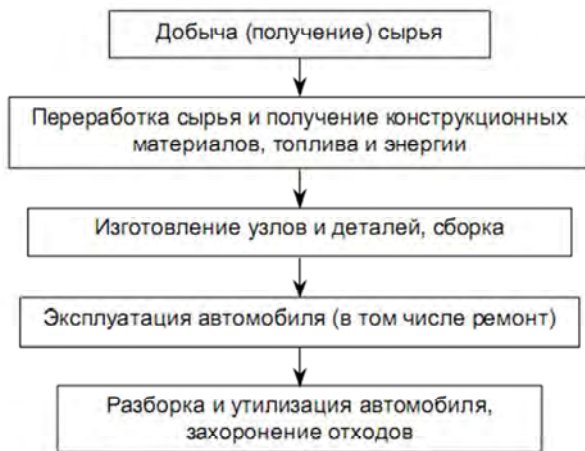 Добыча (получение) сырья
Переработка сырья и получение конструкционных
материалов, топлива и энергии
Изготовление узлов и деталей, сборка
Эксплуатация автомобиля (в том числе ремонт)
Разборка и утилизация автомобиля,
захоронение отходов